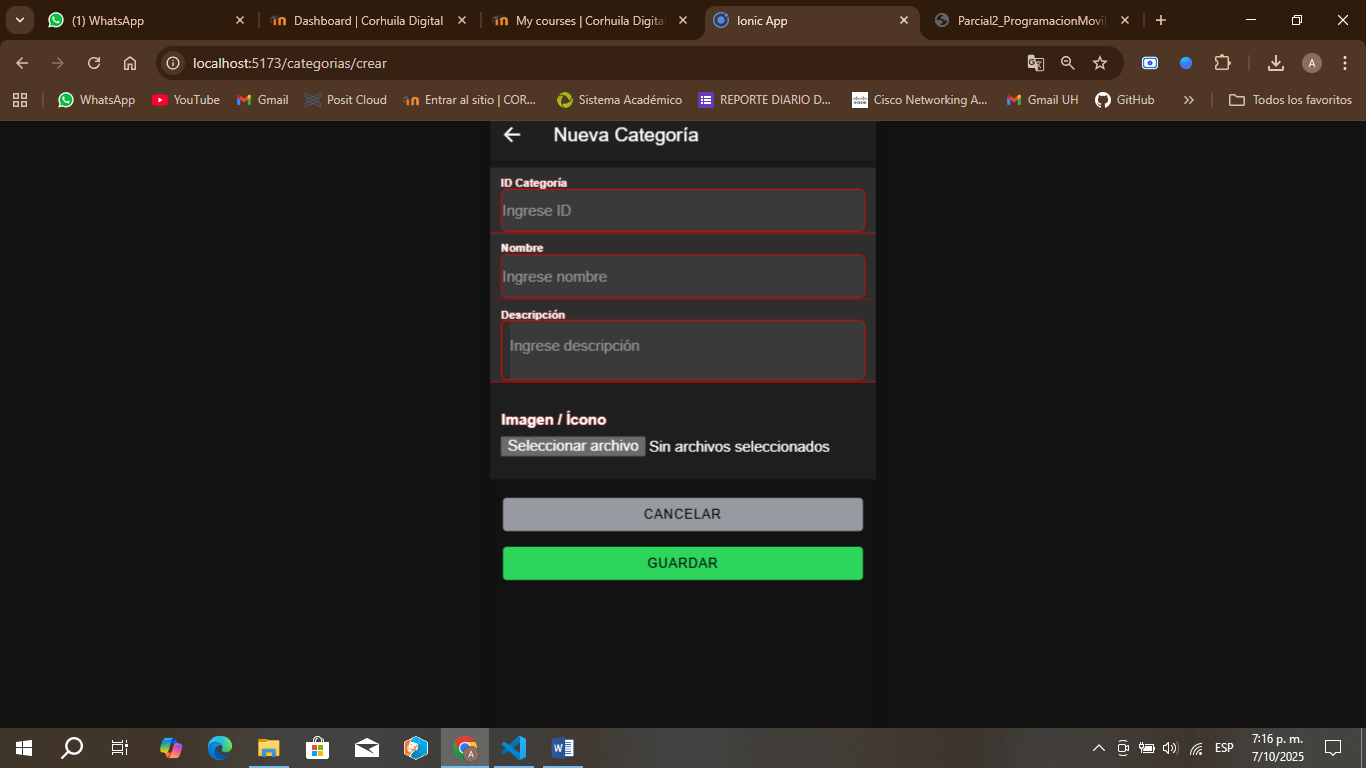 (1) WhatsApp
Dashboard | Corhuila Digital
My courses | Corhuila Digital
Ionic App
Parcial2_ProgramacionMovil
localhost:5173/categorias/crear
A
WhatsApp YouTube Gmail Posit Cloud Entrar al sitio | COR... Sistema Académico REPORTE DIARIO D... Cisco Networking A... Gmail UH GitHub » Todos los favoritos
Nueva Categoría
ID Categoría
Ingrese ID
Nombre
Ingrese nombre
Descripción
Ingrese descripción
Imagen / Ícono
Seleccionar archivo Sin archivos seleccionados
CANCELAR
GUARDAR
ESP
7:16 p. m.
7/10/2025